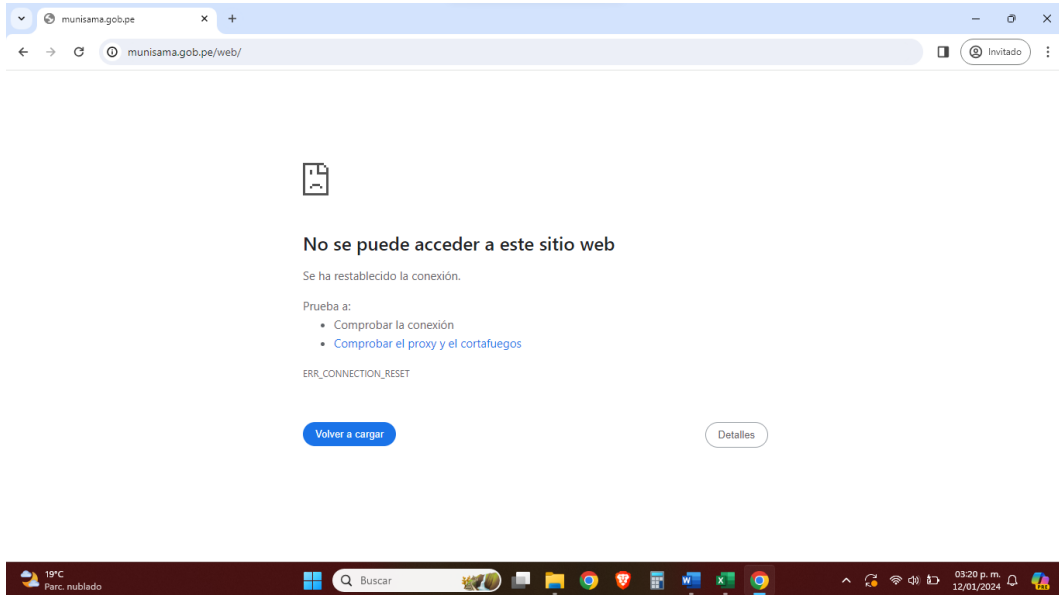 munisama.gob.pe
munisama.gob.pe/web/
Invitado
No se puede acceder a este sitio web
Se ha restablecido la conexión.
Prueba a:
Comprobar la conexión
Comprobar el proxy y el cortafuegos
ERR_CONNECTION_RESET
Volver a cargar
Detalles
19°C
Parc. nublado
Buscar
03:20 p. m.
12/01/2024
PRE